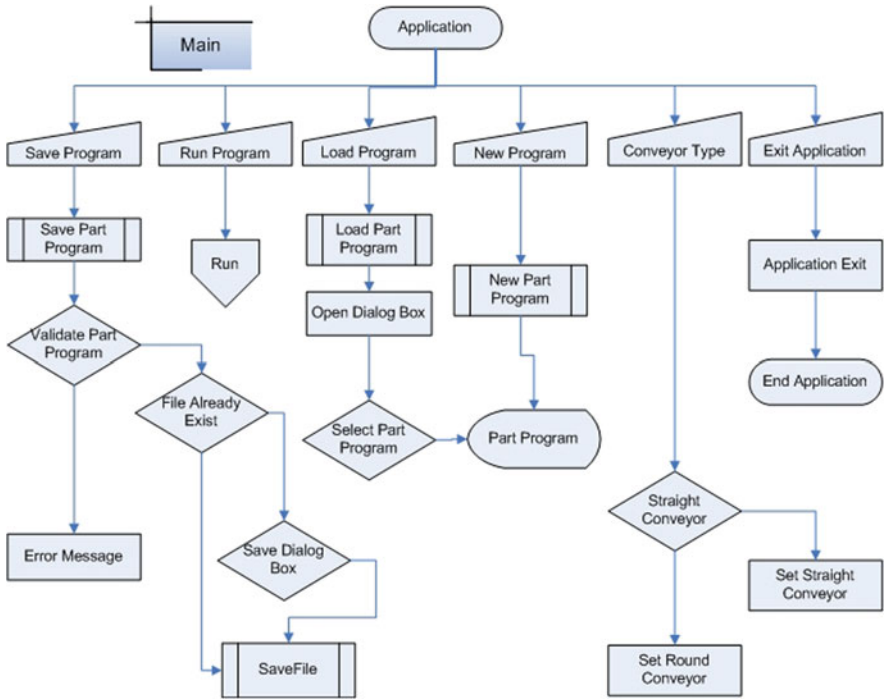 Main
Application
Save Program
Run Program
Load Program
New Program
Conveyor Type
Exit Application
Save Part
Program
Run
Load Part
Program
New Part
Program
Application Exit
Open Dialog Box
Validate Part
Program
End Application
File Already
Exist
Select Part
Program
Part Program
Straight
Conveyor
Error Message
Save Dialog
Box
Set Straight
Conveyor
SaveFile
Set Round
Conveyor